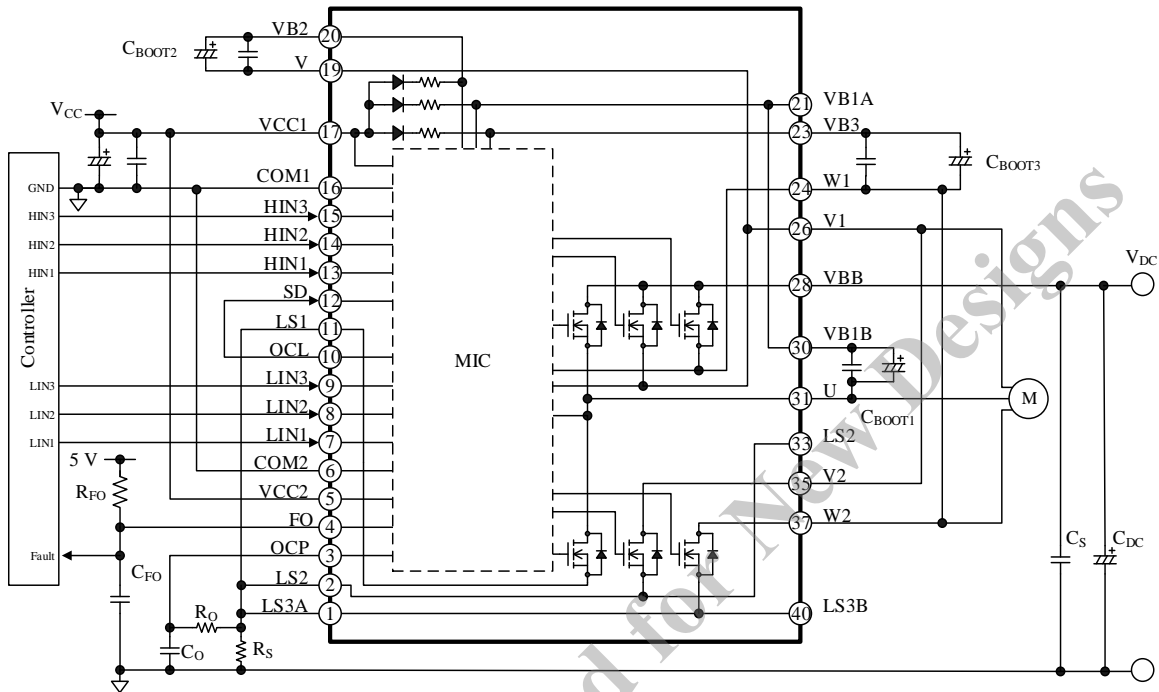 VB2
20
CBOOT2
V
19
VCC
VCC1
17
21
VB1A
23
VB3
CBOOT3
GND
COM1
16
24
W1
HIN3
HIN3
15
26
V1
HIN2
HIN2
14
HIN1
HIN1
13
28
VBB
VDC
SD
12
LS1
11
30
VB1B
Controller
MIC
OCL
10
LIN3
LIN3
9
31
U
M
CBOOT1
LIN2
LIN2
8
LIN1
LIN1
7
33
LS2
5 V
COM2
6
RFO
VCC2
5
35
V2
FO
4
37
W2
Fault
OCP
3
CFO
CS
CDC
LS2
2
LS3A
1
40
LS3B
RO
CO
RS
d for New Designs